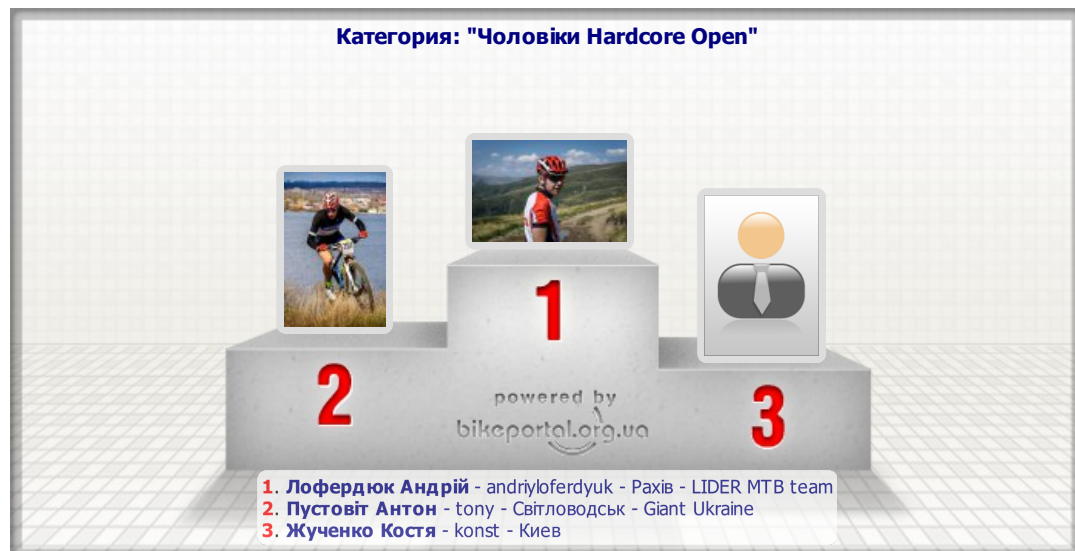 Категория: "Чоловіки Hardcore Open"
1
2
3
powered by
bikeportal.org.ua
1. Лофердюк Андрій - andriyloferdyuk - Рахів - LIDER MTB team
2. Пустовіт Антон - tony - Світловодськ - Giant Ukraine
3. Жученко Костя - konst - Киев